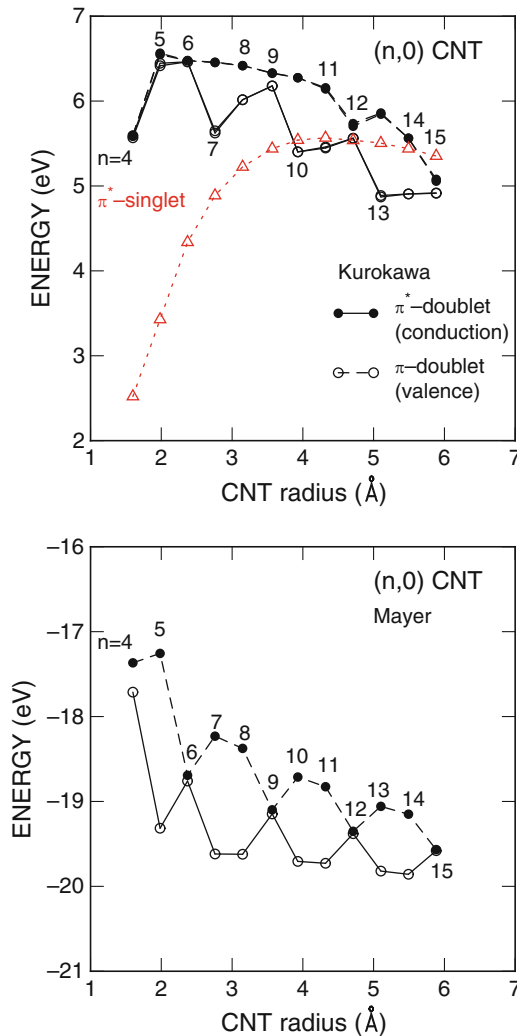 7
6
5
4
3
2
ENERGY (eV)
(n,0) CNT
5
6
8
9
11
12
14
15
7
10
13
n=4
π*–singlet
Kurokawa
π*–doublet
(conduction)
π–doublet
(valence)
1 2 3 4 5 6 7
CNT radius (Å)
−16
−17
−18
−19
−20
−21
ENERGY (eV)
(n,0) CNT
Mayer
n=4
5
6
7
8
9
10
11
12
13
14
15
1 2 3 4 5 6 7
CNT radius (Å)